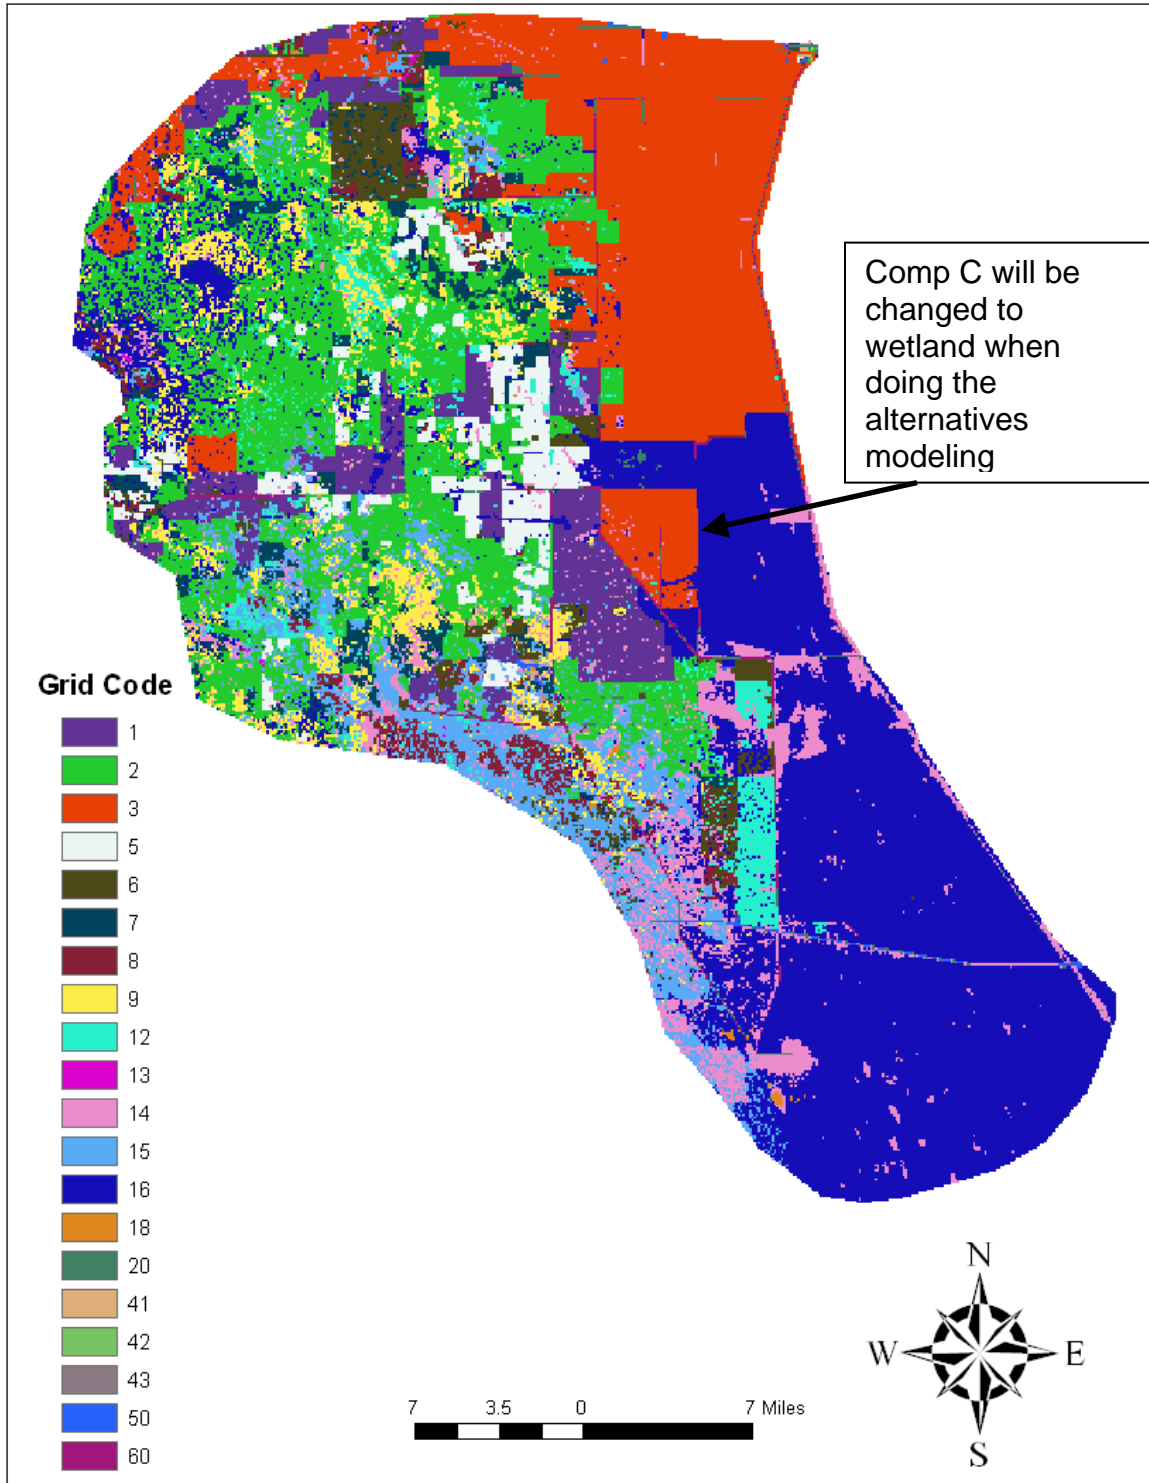 Comp C will be
changed to
wetland when
doing the
alternatives
modeling
Grid Code
1
2
3
5
6
7
8
9
12
13
14
15
16
18
20
41
42
43
50
60
N
W E
S
7 3.5 0 7 Miles